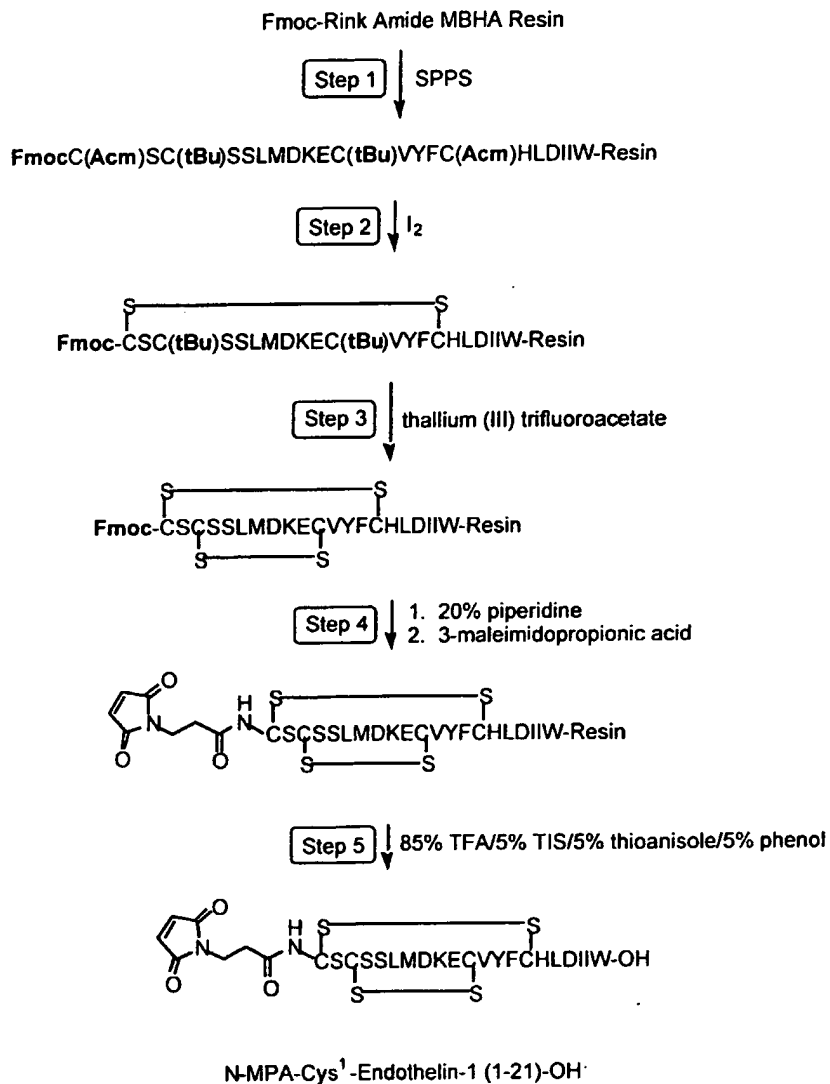 Fmoc-Rink Amide MBHA Resin
Step 1
SPPS
FmocC(Acm)SC(tBu)SSLMDKEC(tBu)VYFC(Acm)HLDIIW-Resin
Step 2
I2
S S
Fmoc-CSC(tBu)SSLMDKEC(tBu)VYFCHLDIIW-Resin
Step 3
thallium (III) trifluoroacetate
S S
Fmoc-CSCSSLMDKECVYFCHLDIIW-Resin
S S
Step 4
1. 20% piperidine
2. 3-maleimidopropionic acid
O S S
H
N N CSCSSLMDKECVYFCHLDIIW-Resin
O O S S
Step 5
85% TFA/5% TIS/5% thioanisole/5% phenol
O S S
H
N N CSCSSLMDKECVYFCHLDIIW-OH
O O S S
N-MPA-Cys1-Endothelin-1 (1-21)-OH